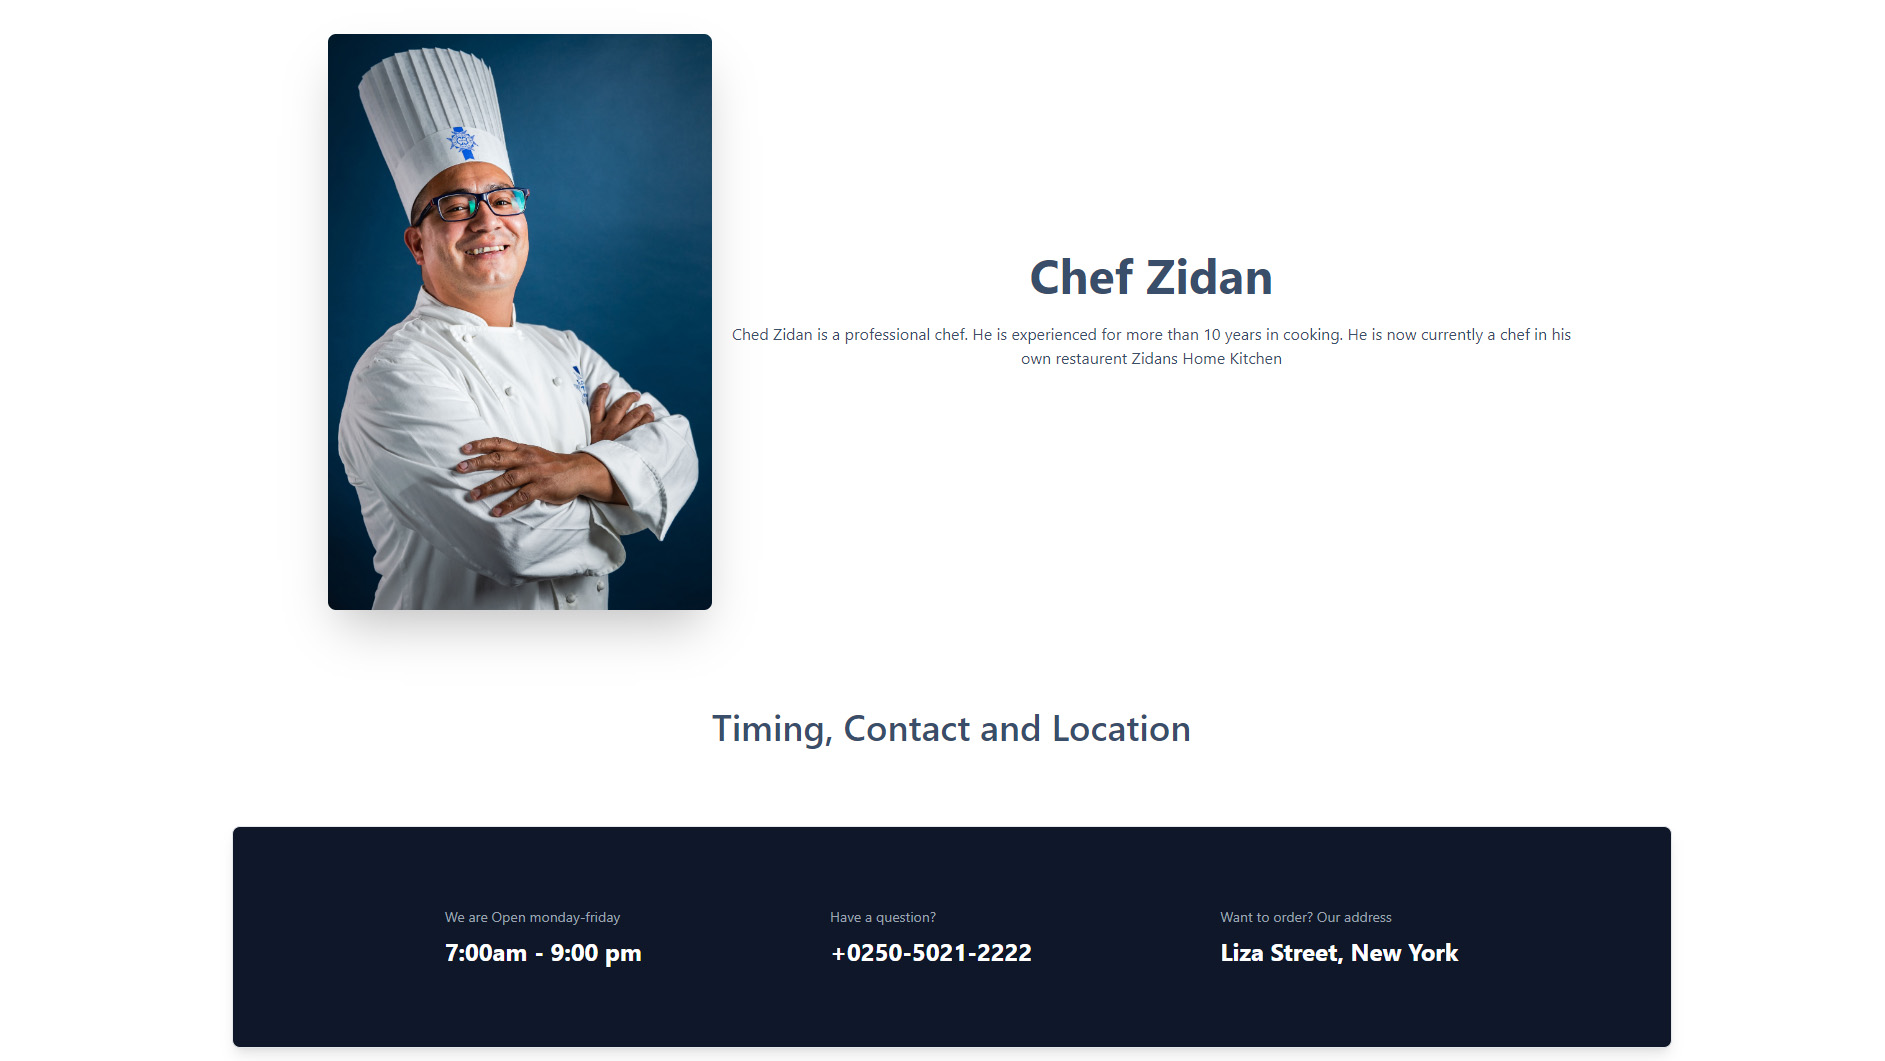 Chef Zidan
Ched Zidan is a professional chef. He is experienced for more than 10 years in cooking. He is now currently a chef in his
own restaurent Zidans Home Kitchen
Timing, Contact and Location
We are Open monday-friday
7:00am - 9:00 pm
Have a question?
+0250-5021-2222
Want to order? Our address
Liza Street, New York